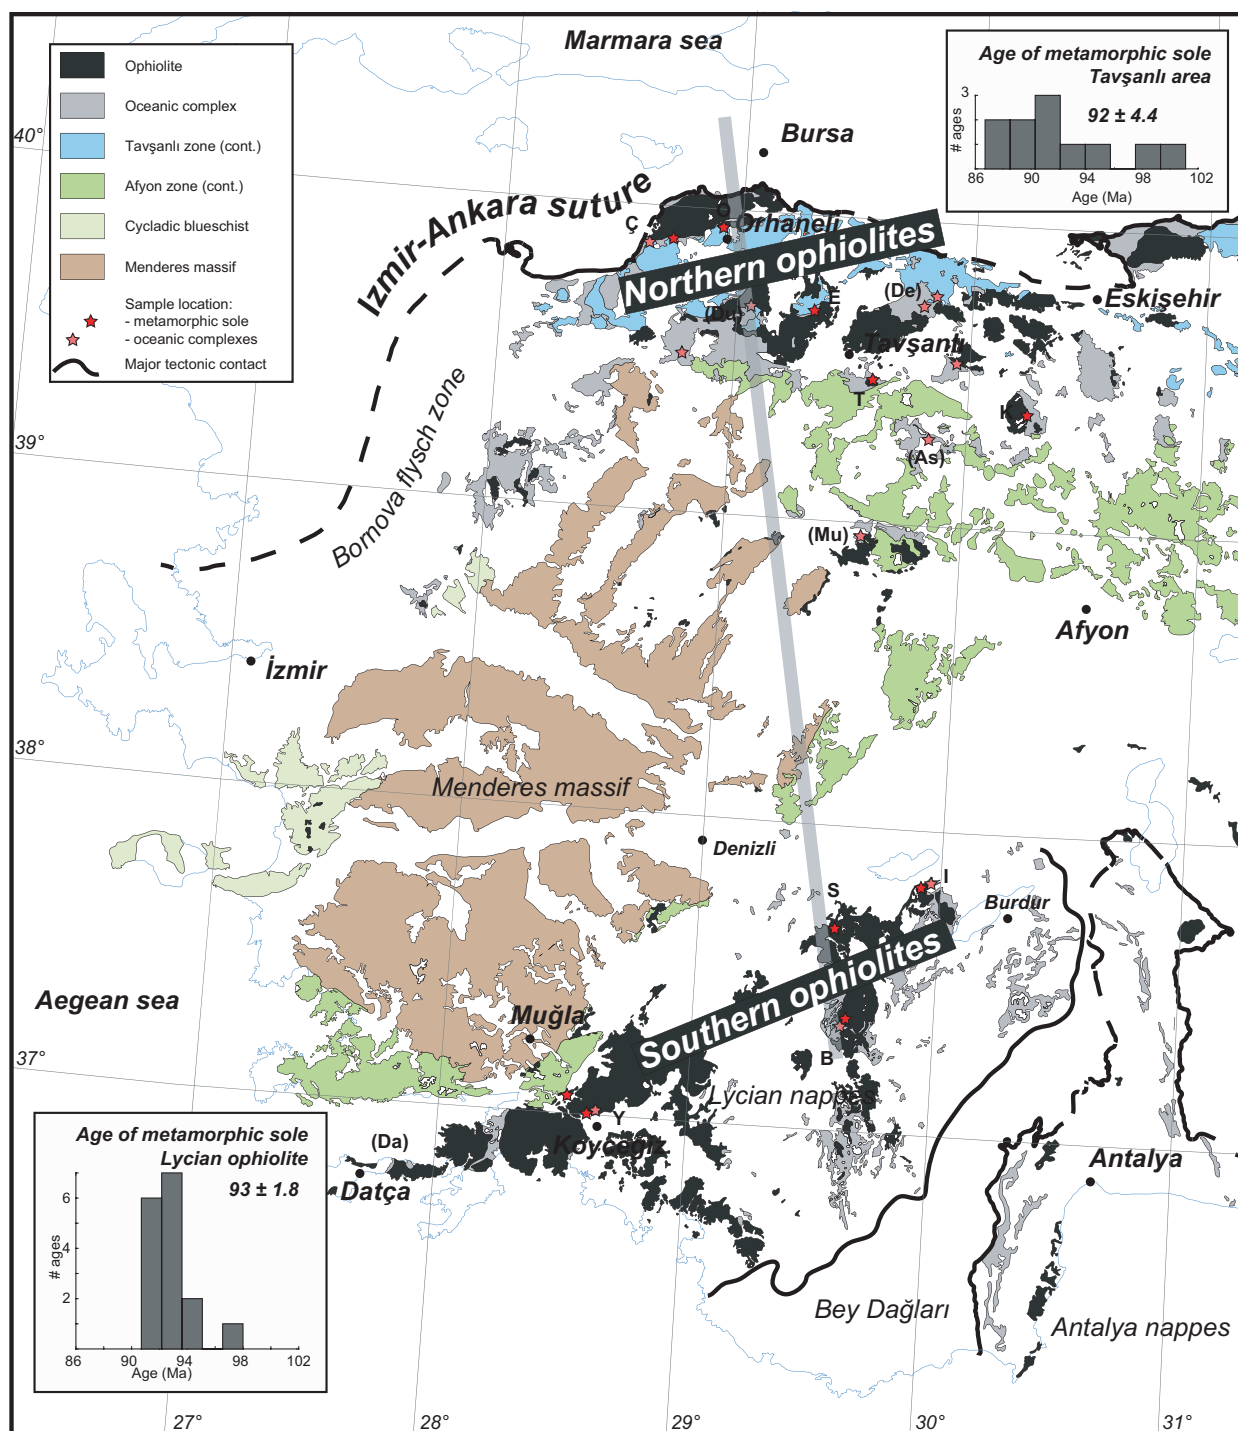 Marmara sea
Ophiolite
Oceanic complex
Tavşanlı zone (cont.)
Afyon zone (cont.)
Cycladic blueschist
Menderes massif
Sample location:
- metamorphic sole
- oceanic complexes
Major tectonic contact
Age of metamorphic sole
Tavşanlı area
3
92 ± 4.4
# ages
86
90
94
98
102
Age (Ma)
40°
Bursa
Izmir-Ankara suture
Ç
O
Orhaneli
Northern ophiolites
(Du)
E
(De)
Eskişehir
Tavşanlı
T
K
(As)
Bornova flysch zone
39°
(Mu)
Afyon
İzmir
38°
Menderes massif
Denizli
S
I
Burdur
Southern ophiolites
Aegean sea
Muğla
37°
B
Lycian nappes
Y
Köyceğiz
(Da)
Datça
Antalya
Bey Dağları
Antalya nappes
Age of metamorphic sole
Lycian ophiolite
93 ± 1.8
6
4
2
# ages
86
90
94
98
102
Age (Ma)
27°
28°
29°
30°
31°